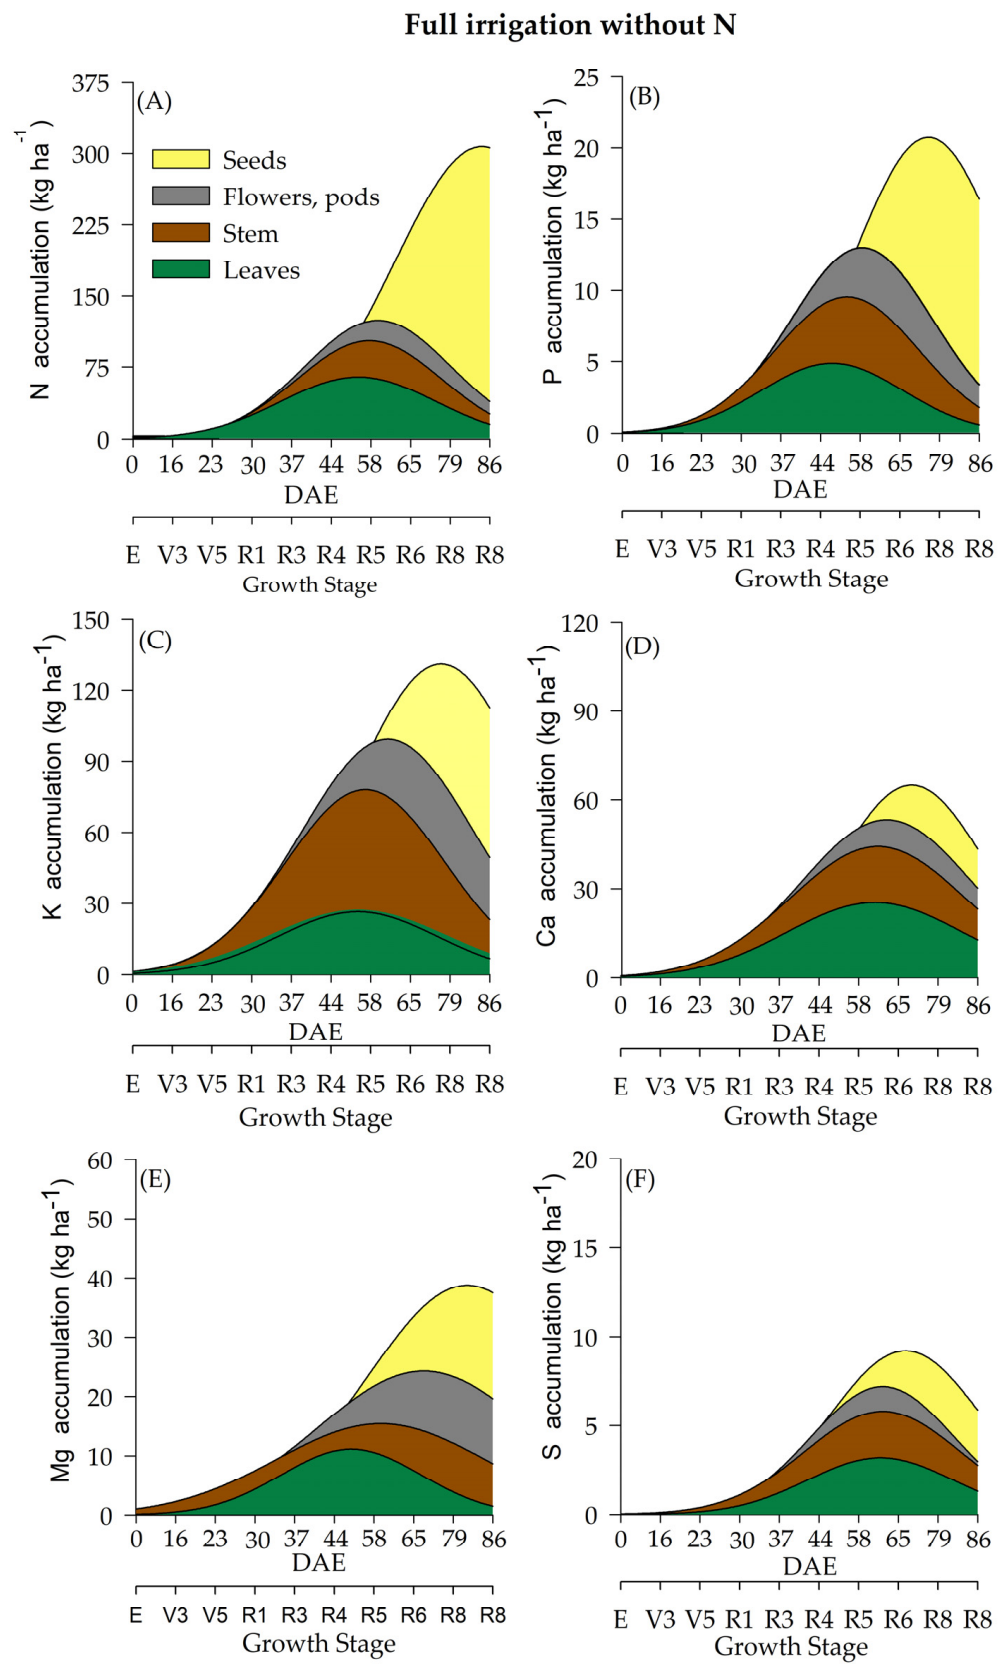 Full irrigation without N
N accumulation (kg ha-1)
375
300
225
150
75
0
(A)
Seeds
Flowers, pods
Stem
Leaves
0 16 23 30 37 44 58 65 79 86
DAE
E V3 V5 R1 R3 R4 R5 R6 R8 R8
Growth Stage
P accumulation (kg ha-1)
25
20
15
10
5
0
(B)
0 16 23 30 37 44 58 65 79 86
DAE
E V3 V5 R1 R3 R4 R5 R6 R8 R8
Growth Stage
K accumulation (kg ha-1)
150
120
90
60
30
0
(C)
0 16 23 30 37 44 58 65 79 86
DAE
E V3 V5 R1 R3 R4 R5 R6 R8 R8
Growth Stage
Ca accumulation (kg ha-1)
120
90
60
30
0
(D)
0 16 23 30 37 44 58 65 79 86
DAE
E V3 V5 R1 R3 R4 R5 R6 R8 R8
Growth Stage
Mg accumulation (kg ha-1)
60
50
40
30
20
10
0
(E)
0 16 23 30 37 44 58 65 79 86
DAE
E V3 V5 R1 R3 R4 R5 R6 R8 R8
Growth Stage
S accumulation (kg ha-1)
20
15
10
5
0
(F)
0 16 23 30 37 44 58 65 79 86
DAE
E V3 V5 R1 R3 R4 R5 R6 R8 R8
Growth Stage